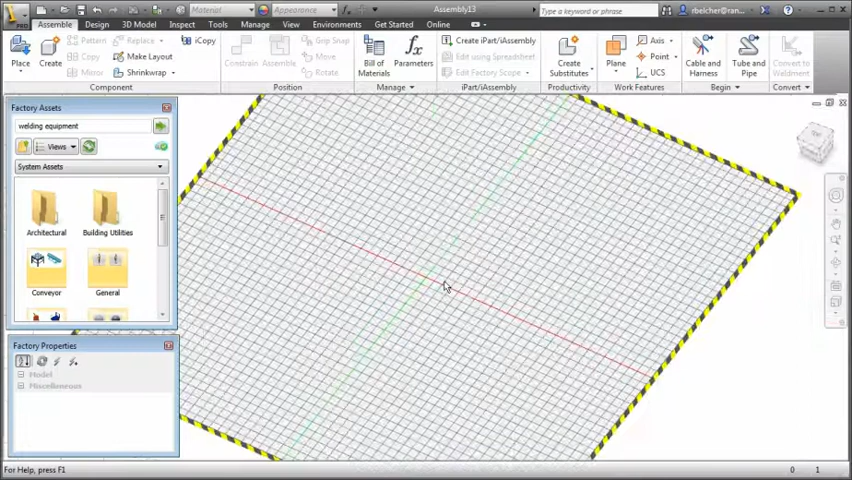 Material
Appearance
Assembly13
Type a keyword or phrase
rbelcher@ran...
PRO
Assemble
Design
3D Model
Inspect
Tools
Manage
View
Environments
Get Started
Online
Place
Create
Pattern
Copy
Mirror
Replace
Make Layout
Shrinkwrap
iCopy
Component
Constrain
Assemble
Grip Snap
Move
Rotate
Position
Bill of
Materials
Parameters
Manage
Create iPart/iAssembly
Edit using Spreadsheet
Edit Factory Scope
iPart/iAssembly
Create
Substitutes
Productivity
Plane
Axis
Point
UCS
Work Features
Cable and
Harness
Tube and
Pipe
Begin
Convert to
Weldment
Convert
Factory Assets
welding equipment
Views
System Assets
Architectural
Building Utilities
Conveyor
General
Factory Properties
Model
Miscellaneous
For Help, press F1
0
1